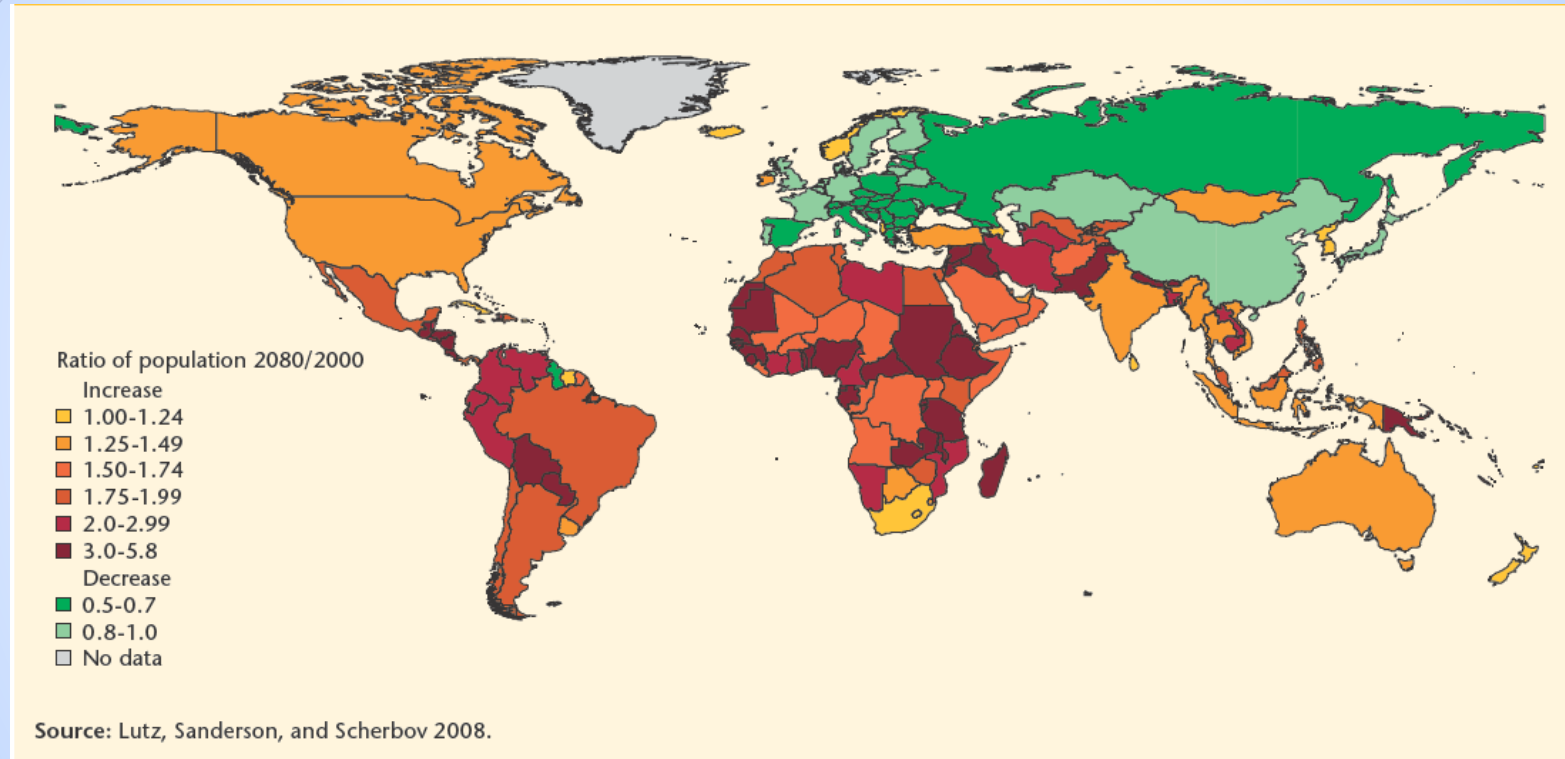 Ratio of population 2080/2000
Increase
1.00-1.24
1.25-1.49
1.50-1.74
1.75-1.99
2.0-2.99
3.0-5.8
Decrease
0.5-0.7
0.8-1.0
No data
Source: Lutz, Sanderson, and Scherbov 2008.